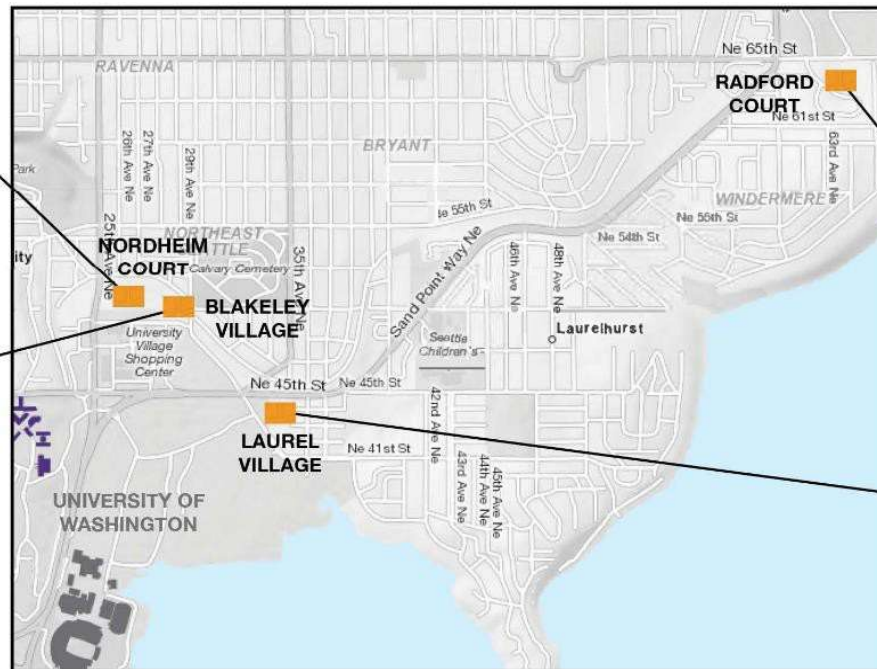 Ne 65th St
RAVENNA
RADFORD
COURT
Ne 61st St
26th Ave Ne
27th Ave Ne
29th Ave Ne
63rd Ave Ne
BRYANT
Park
WINDERMERE
Ne 55th St
Ne 55th St
NORTHEAST
25th Ave Ne
NORDHEIM
COURT
35th Ave Ne
Ne 54th St
Calvary Cemetery
46th Ave Ne
48th Ave Ne
Sand Point Way Ne
BLAKELEY
VILLAGE
University
Village
Shopping
Center
Seattle
Children's
Laurelhurst
Ne 45th St
Ne 45th St
42nd Ave Ne
LAUREL
VILLAGE
Ne 41st St
43rd Ave Ne
44th Ave Ne
45th Ave Ne
UNIVERSITY OF
WASHINGTON